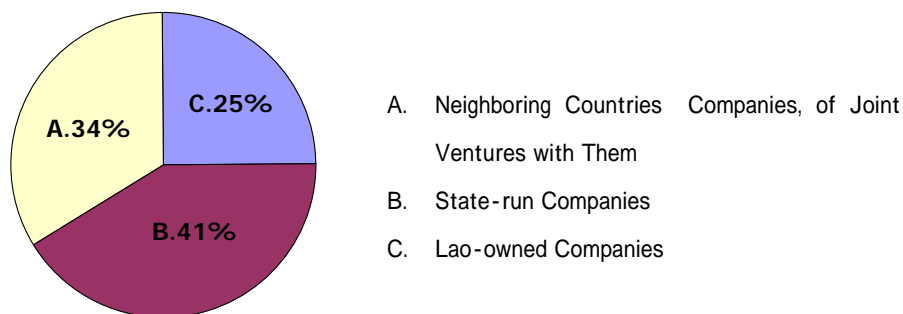 C.25%
A.34%
B.41%
A. Neighboring Countries Companies, of Joint
Ventures with Them
B. State-run Companies
C. Lao-owned Companies